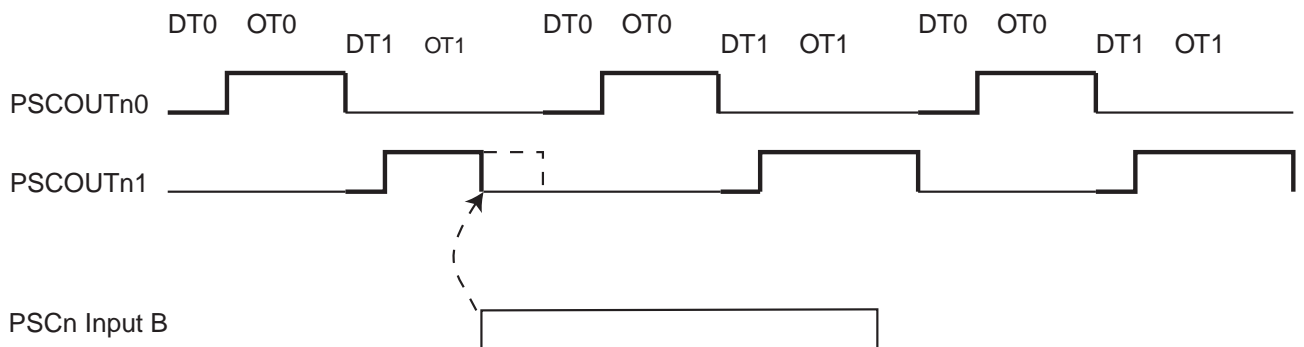 DT0 OT0 DT1 OT1 DT0 OT0 DT1 OT1 DT0 OT0 DT1 OT1
PSCOUTn0
PSCOUTn1
PSCn Input B